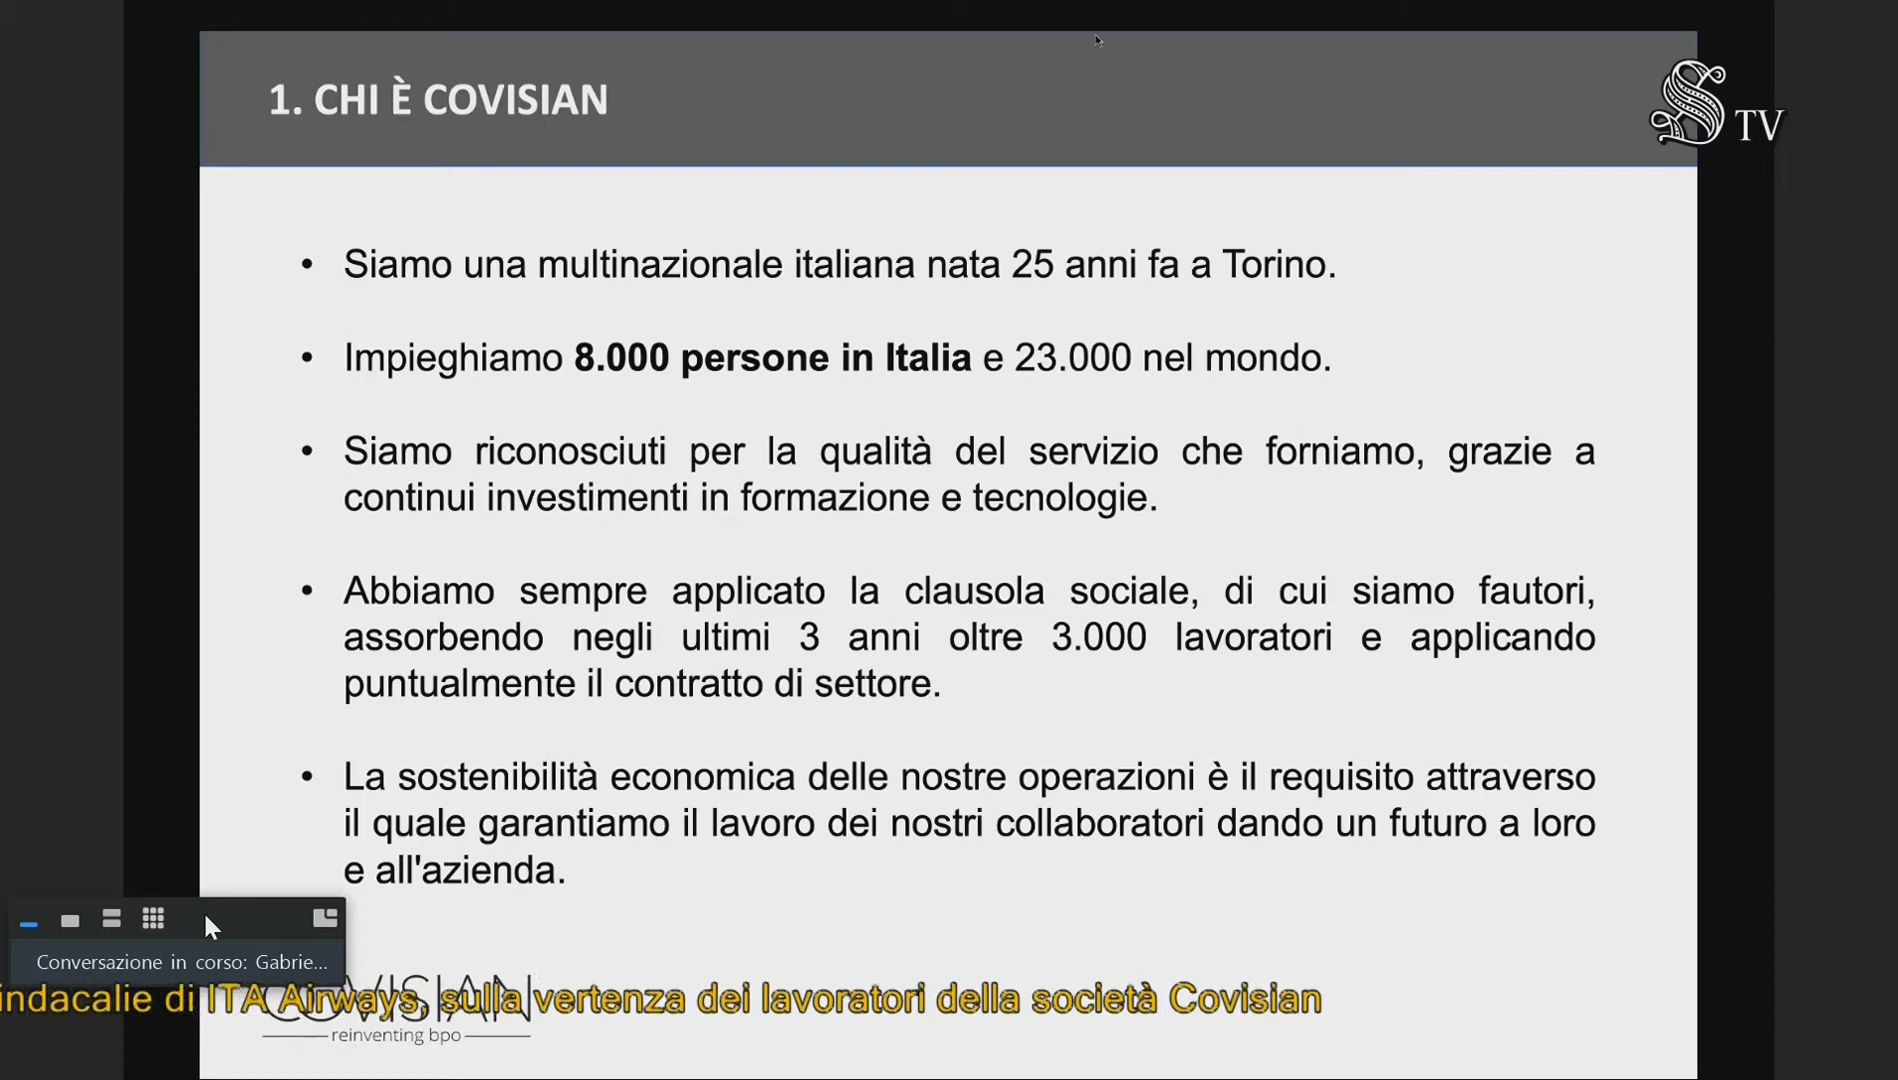 1. CHI È COVISIAN
TV
• Siamo una multinazionale italiana nata 25 anni fa a Torino.
• Impieghiamo 8.000 persone in Italia e 23.000 nel mondo.
• Siamo riconosciuti per la qualità del servizio che forniamo, grazie a
continui investimenti in formazione e tecnologie.
• Abbiamo sempre applicato la clausola sociale, di cui siamo fautori,
assorbendo negli ultimi 3 anni oltre 3.000 lavoratori e applicando
puntualmente il contratto di settore.
• La sostenibilità economica delle nostre operazioni è il requisito attraverso
il quale garantiamo il lavoro dei nostri collaboratori dando un futuro a loro
e all'azienda.
Conversazione in corso: Gabrie...
COVISIAN
indacalie di ITA Airways, sulla vertenza dei lavoratori della società Covisian
reinventing bpo